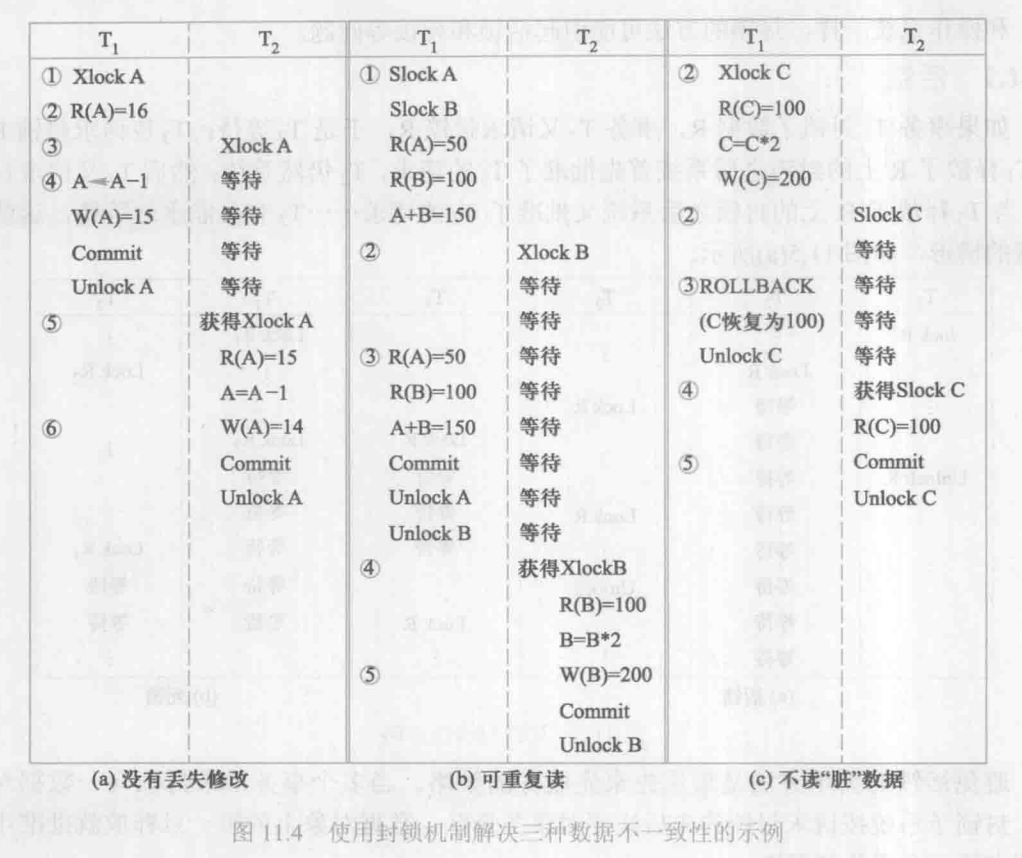 T₁ T₂ T₁ T₂ T₁ T₂
① Xlock A ① Slock A ② Xlock C
② R(A)=16 Slock B R(C)=100
③ Xlock A R(A)=50 C=C*2
④ A◄A−1 等待 R(B)=100 W(C)=200
W(A)=15 等待 A+B=150 ② Slock C
Commit 等待 ② Xlock B 等待
Unlock A 等待 等待 ③ROLLBACK 等待
⑤ 获得Xlock A 等待 (C恢复为100) 等待
R(A)=15 ③ R(A)=50 等待 Unlock C 等待
A=A−1 R(B)=100 等待 ④ 获得Slock C
⑥ W(A)=14 A+B=150 等待 R(C)=100
Commit Commit 等待 ⑤ Commit
Unlock A Unlock A 等待 Unlock C
Unlock B 等待
④ 获得XlockB
R(B)=100
B=B*2
⑤ W(B)=200
Commit
Unlock B
(a) 没有丢失修改 (b) 可重复读 (c) 不读“脏”数据
图 11.4 使用封锁机制解决三种数据不一致性的示例